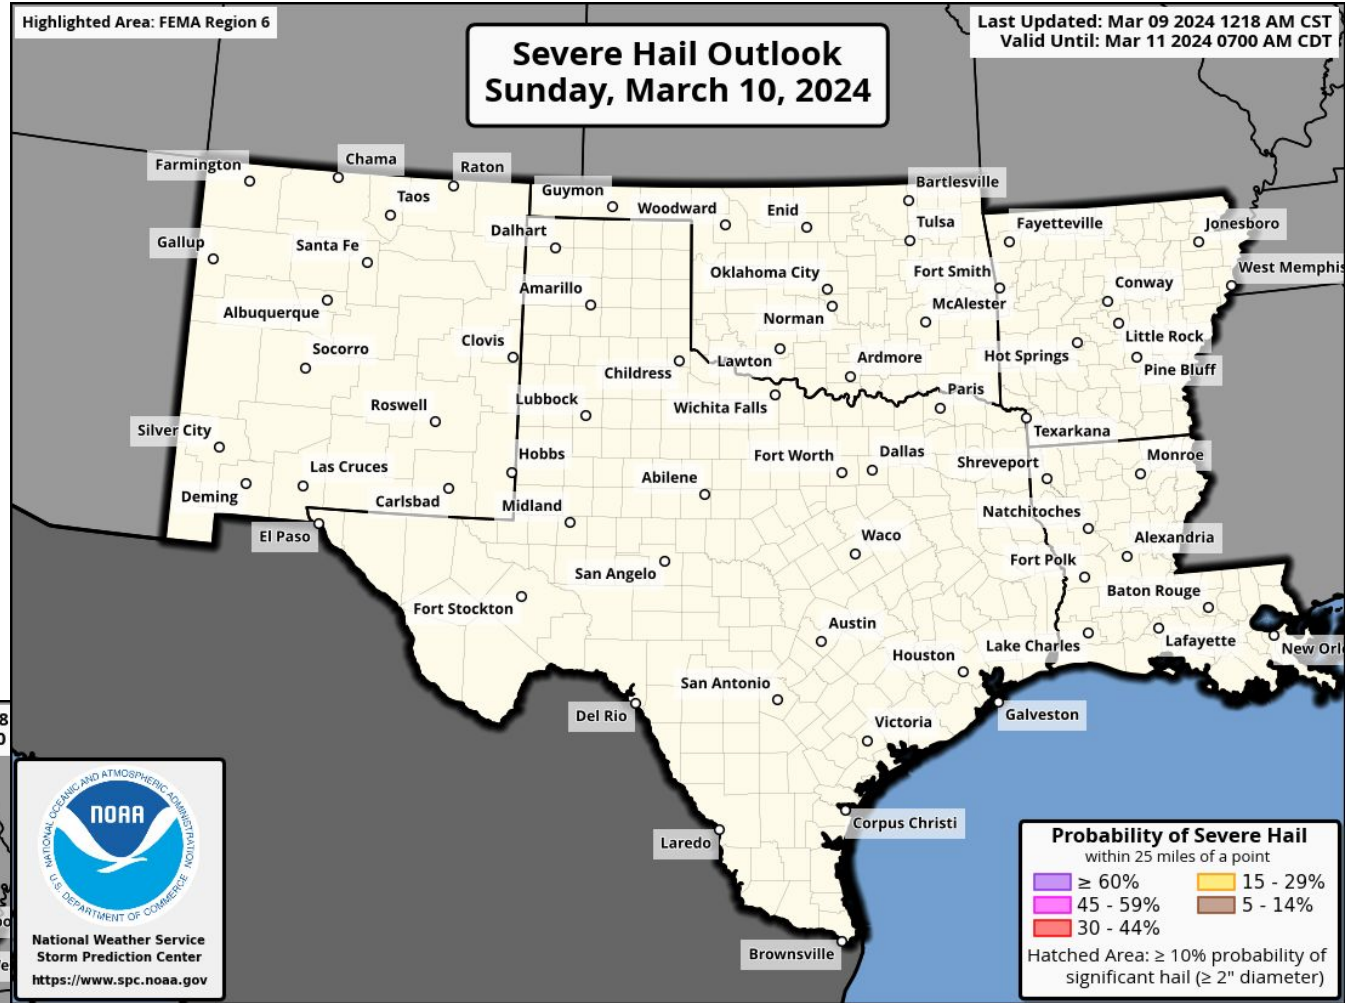 Highlighted Area: FEMA Region 6
Last Updated: Mar 09 2024 1218 AM CST
Valid Until: Mar 11 2024 0700 AM CDT
Severe Hail Outlook
Sunday, March 10, 2024
Farmington
Chama
Raton
Taos
Guymon
Woodward
Enid
Bartlesville
Tulsa
Fayetteville
Jonesboro
Gallup
Santa Fe
Dalhart
Oklahoma City
Fort Smith
West Memphis
Amarillo
Conway
Albuquerque
Norman
McAlester
Socorro
Clovis
Little Rock
Childress
Lawton
Ardmore
Hot Springs
Pine Bluff
Roswell
Lubbock
Wichita Falls
Paris
Silver City
Texarkana
Las Cruces
Hobbs
Fort Worth
Dallas
Shreveport
Monroe
Deming
Carlsbad
Midland
Abilene
Natchitoches
El Paso
Waco
Alexandria
San Angelo
Fort Polk
Fort Stockton
Baton Rouge
Austin
Lake Charles
Lafayette
New Orl
Houston
San Antonio
Del Rio
Victoria
Galveston
Laredo
Corpus Christi
Brownsville
8
0
NATIONAL OCEANIC AND ATMOSPHERIC ADMINISTRATION
NOAA
U.S. DEPARTMENT OF COMMERCE
National Weather Service
Storm Prediction Center
https://www.spc.noaa.gov
Probability of Severe Hail
within 25 miles of a point
≥ 60%
15 - 29%
45 - 59%
5 - 14%
30 - 44%
Hatched Area: ≥ 10% probability of
significant hail (≥ 2" diameter)